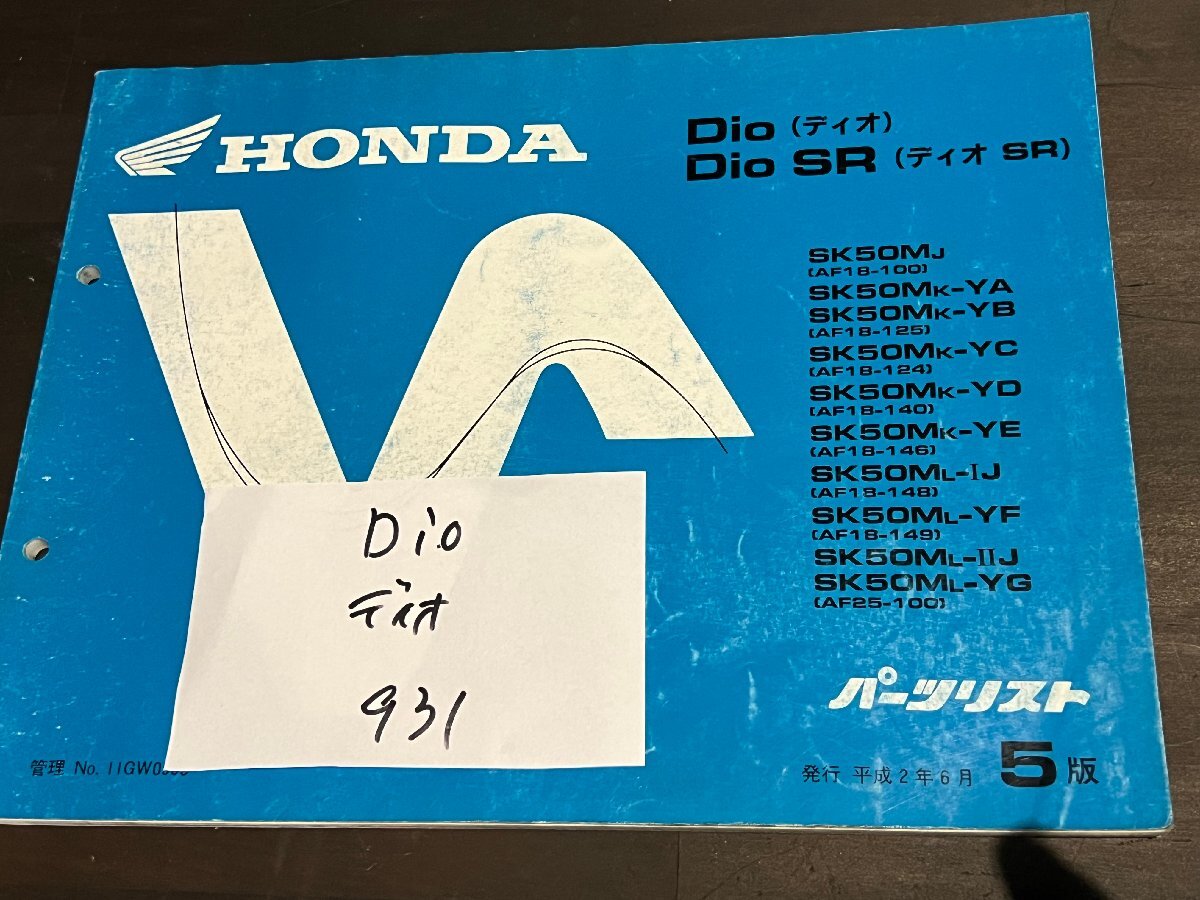 HONDA
Dio (ディオ)
Dio SR (ディオ SR)
SK50MJ
(AF18-100)
SK50MK-YA
SK50MK-YB
(AF18-125)
SK50MK-YC
(AF18-124)
SK50MK-YD
(AF18-140)
SK50MK-YE
(AF18-146)
SK50ML-IJ
(AF18-148)
SK50ML-YF
(AF18-149)
SK50ML-IIJ
SK50ML-YG
(AF25-100)
Dio
ディオ
931
パーツリスト
管理 No.
発行 平成2年6月 5版